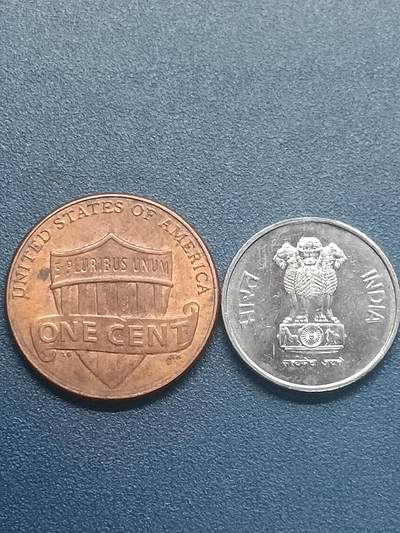 UNITED STATES OF AMERICA
E PLURIBUS UNUM
ONE CENT
भारत
INDIA
सत्यमेव जयते